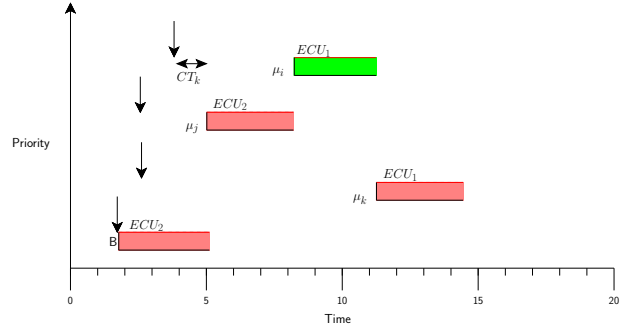 ECU₁
CTₖ
μᵢ
ECU₂
μⱼ
Priority
ECU₁
μₖ
ECU₂
B
0 5 10 15 20
Time